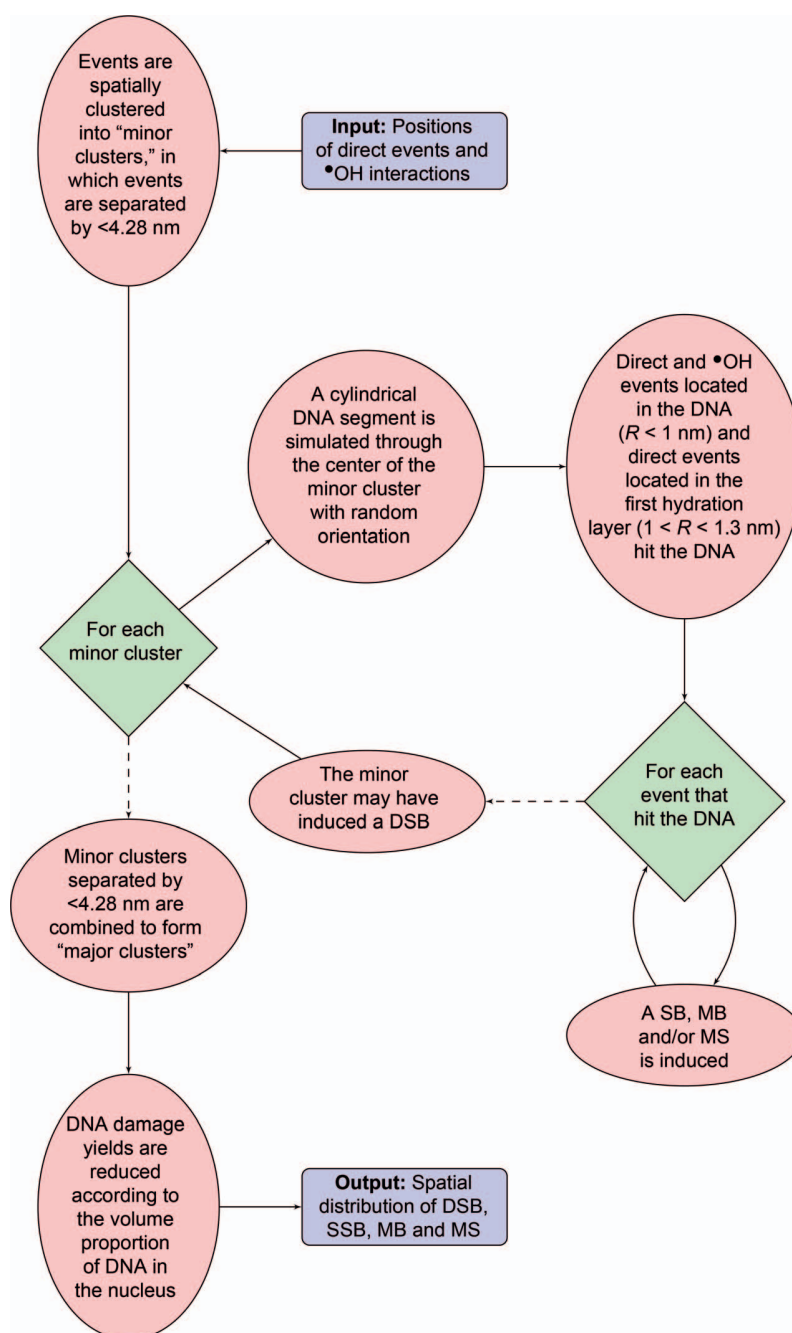 Events are
spatially
clustered
into “minor
clusters,” in
which events
are separated
by <4.28 nm
Input: Positions
of direct events and
•OH interactions
A cylindrical
DNA segment is
simulated through
the center of the
minor cluster
with random
orientation
Direct and •OH
events located
in the DNA
(R < 1 nm) and
direct events
located in the
first hydration
layer (1 < R < 1.3 nm)
hit the DNA
For each
minor cluster
The minor
cluster may have
induced a DSB
For each
event that
hit the DNA
Minor clusters
separated by
<4.28 nm are
combined to form
“major clusters”
A SB, MB
and/or MS
is induced
DNA damage
yields are
reduced
according to
the volume
proportion
of DNA in
the nucleus
Output: Spatial
distribution of DSB,
SSB, MB and MS